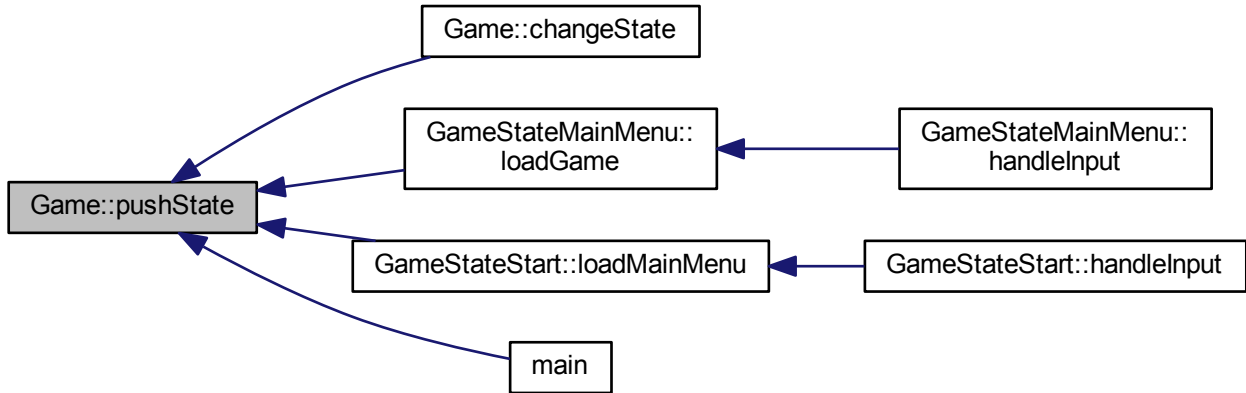 Game::changeState
GameStateMainMenu::
loadGame
GameStateMainMenu::
handleInput
Game::pushState
GameStateStart::loadMainMenu
GameStateStart::handleInput
main